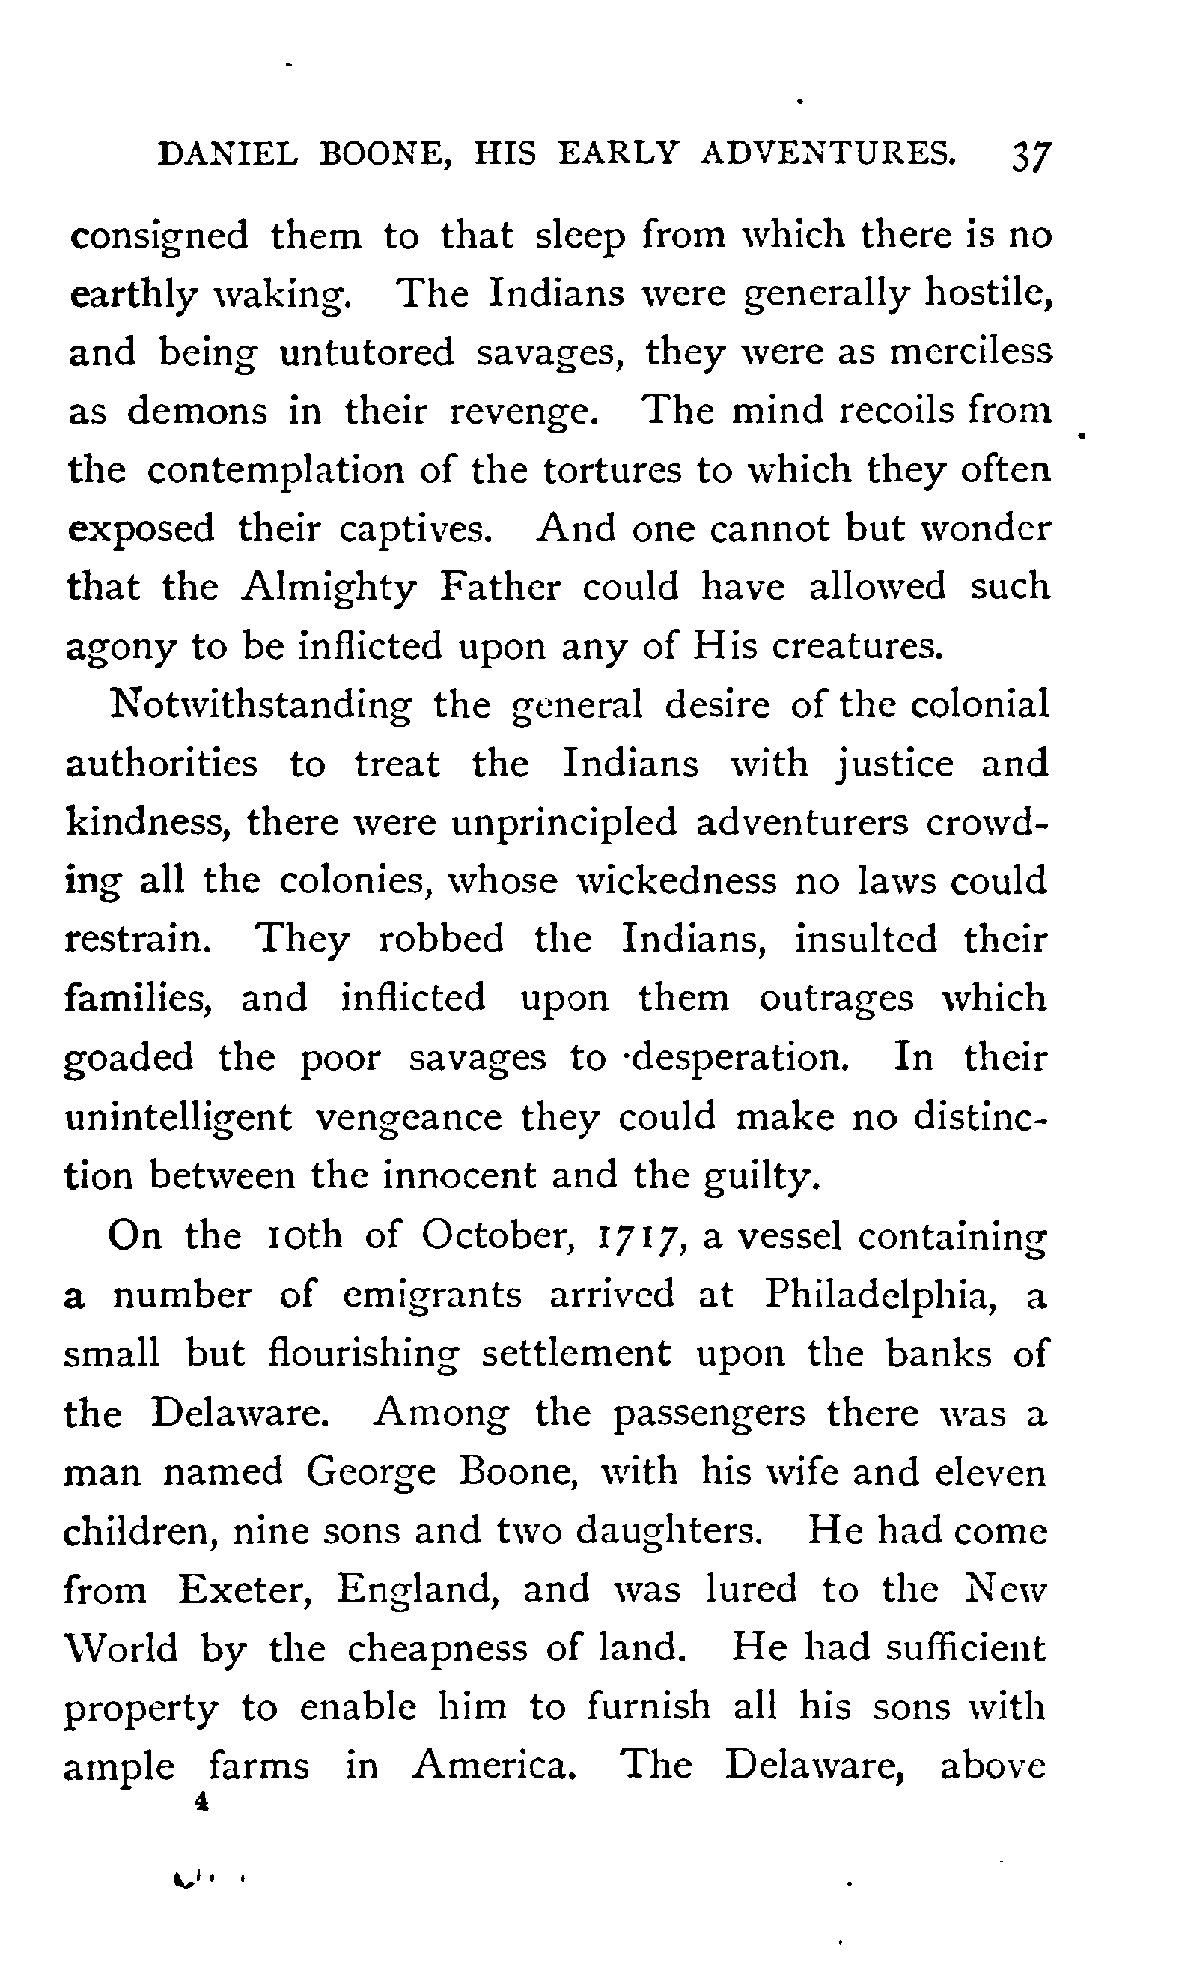 DANIEL BOONE, HIS EARLY ADVENTURES. 37
consigned them to that sleep from which there is no
earthly waking. The Indians were generally hostile,
and being untutored savages, they were as merciless
as demons in their revenge. The mind recoils from
the contemplation of the tortures to which they often
exposed their captives. And one cannot but wonder
that the Almighty Father could have allowed such
agony to be inflicted upon any of His creatures.
Notwithstanding the general desire of the colonial
authorities to treat the Indians with justice and
kindness, there were unprincipled adventurers crowd-
ing all the colonies, whose wickedness no laws could
restrain. They robbed the Indians, insulted their
families, and inflicted upon them outrages which
goaded the poor savages to desperation. In their
unintelligent vengeance they could make no distinc-
tion between the innocent and the guilty.
On the 10th of October, 1717, a vessel containing
a number of emigrants arrived at Philadelphia, a
small but flourishing settlement upon the banks of
the Delaware. Among the passengers there was a
man named George Boone, with his wife and eleven
children, nine sons and two daughters. He had come
from Exeter, England, and was lured to the New
World by the cheapness of land. He had sufficient
property to enable him to furnish all his sons with
ample farms in America. The Delaware, above
4